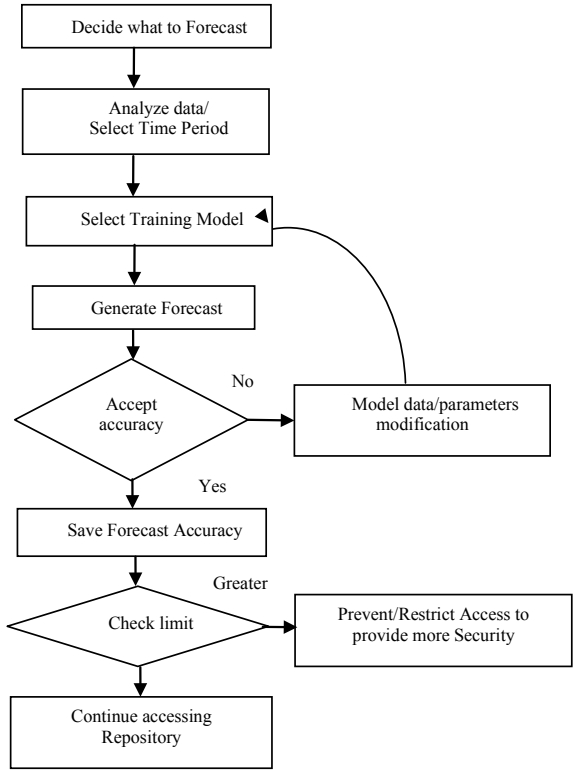 Decide what to Forecast
Analyze data/
Select Time Period
Select Training Model
Generate Forecast
No
Accept
accuracy
Model data/parameters
modification
Yes
Save Forecast Accuracy
Greater
Check limit
Prevent/Restrict Access to
provide more Security
Continue accessing
Repository